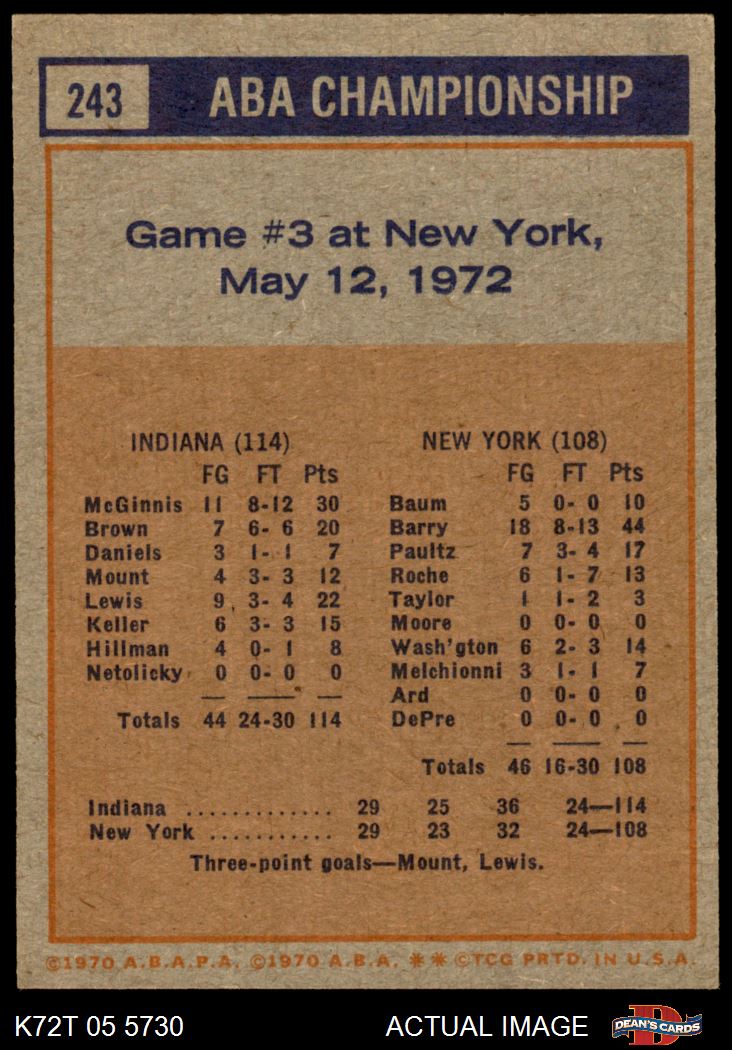 243 ABA CHAMPIONSHIP
Game #3 at New York,
May 12, 1972
INDIANA (114)
FG FT Pts
McGinnis 11 8-12 30
Brown 7 6- 6 20
Daniels 3 1- 1 7
Mount 4 3- 3 12
Lewis 9 3- 4 22
Keller 6 3- 3 15
Hillman 4 0- 1 8
Netolicky 0 0- 0 0
Totals 44 24-30 114
NEW YORK (108)
FG FT Pts
Baum 5 0- 0 10
Barry 18 8-13 44
Paultz 7 3- 4 17
Roche 6 1- 7 13
Taylor 1 1- 2 3
Moore 0 0- 0 0
Wash'gton 6 2- 3 14
Melchionni 3 1- 1 7
Ard 0 0- 0 0
DePre 0 0- 0 0
Totals 46 16-30 108
Indiana ............. 29 25 36 24—114
New York ........... 29 23 32 24—108
Three-point goals—Mount, Lewis.
©1970 A.B.A.P.A. ©1970 A.B.A. ** ©TCG PRTD. IN U.S.A.
K72T 05 5730 ACTUAL IMAGE D DEAN'S CARDS